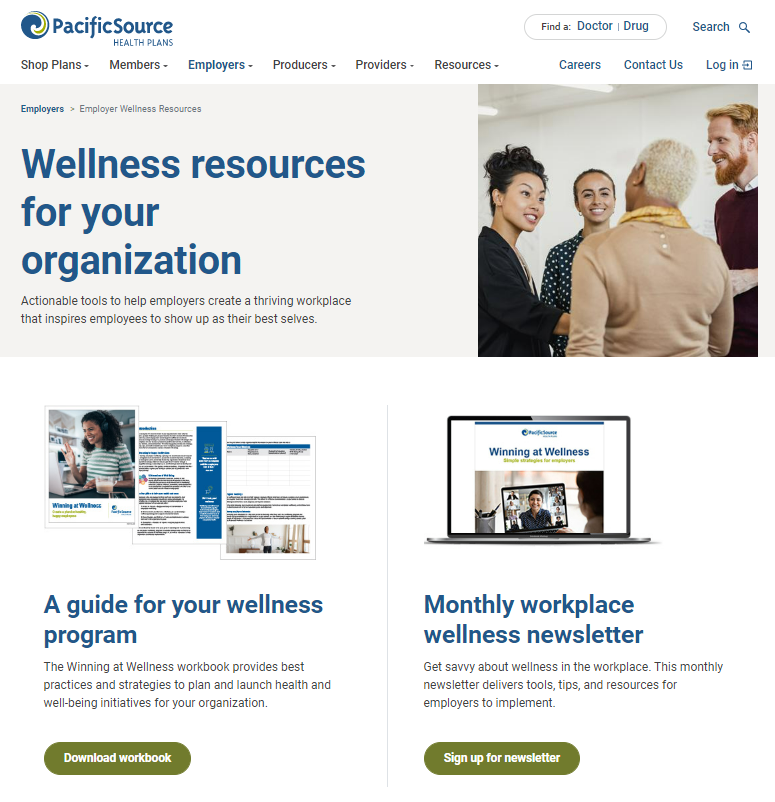 PacificSource
HEALTH PLANS
Find a: Doctor | Drug
Search
Shop Plans
Members
Employers
Producers
Providers
Resources
Careers
Contact Us
Log in
Employers > Employer Wellness Resources
Wellness resources
for your
organization
Actionable tools to help employers create a thriving workplace
that inspires employees to show up as their best selves.
Winning at Wellness
PacificSource
PacificSource
Winning at Wellness
Simple strategies for employers
A guide for your wellness
program
The Winning at Wellness workbook provides best
practices and strategies to plan and launch health and
well-being initiatives for your organization.
Download workbook
Monthly workplace
wellness newsletter
Get savvy about wellness in the workplace. This monthly
newsletter delivers tools, tips, and resources for
employers to implement.
Sign up for newsletter